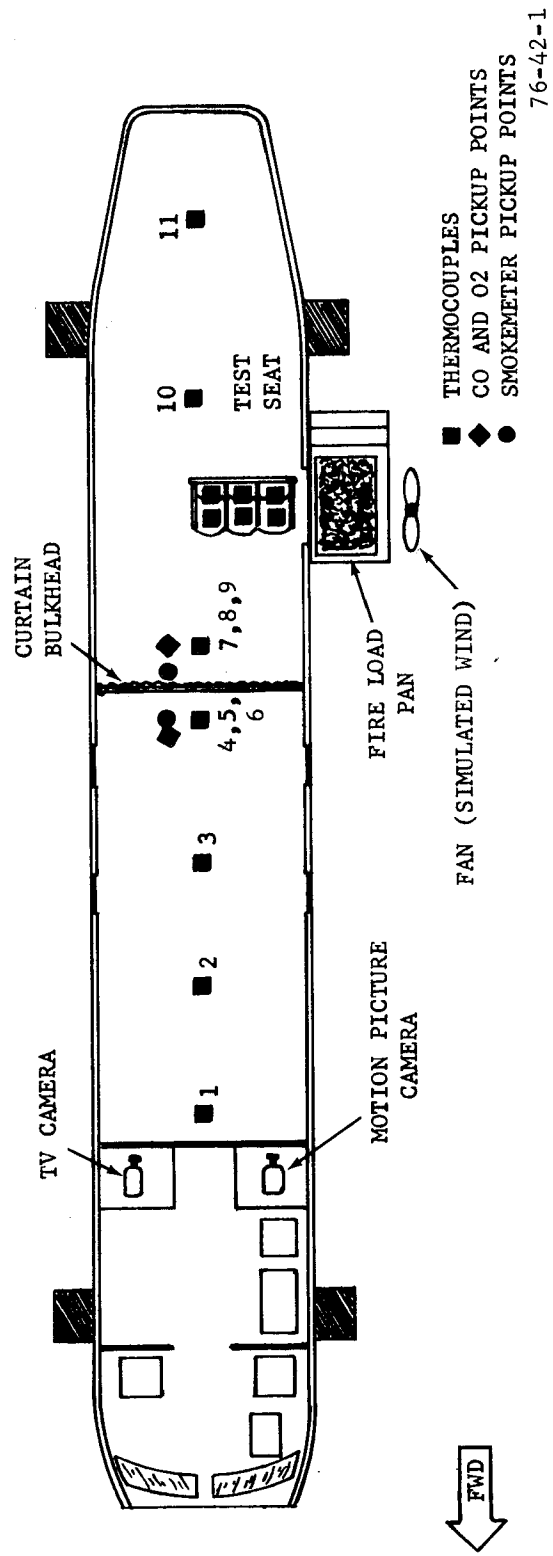 TV CAMERA
CURTAIN
BULKHEAD
1
2
3
4,5,
6
7,8,9
10
11
TEST
SEAT
MOTION PICTURE
CAMERA
FIRE LOAD
PAN
FAN (SIMULATED WIND)
FWD
THERMOCOUPLES
CO AND O2 PICKUP POINTS
SMOKEMETER PICKUP POINTS
76-42-1